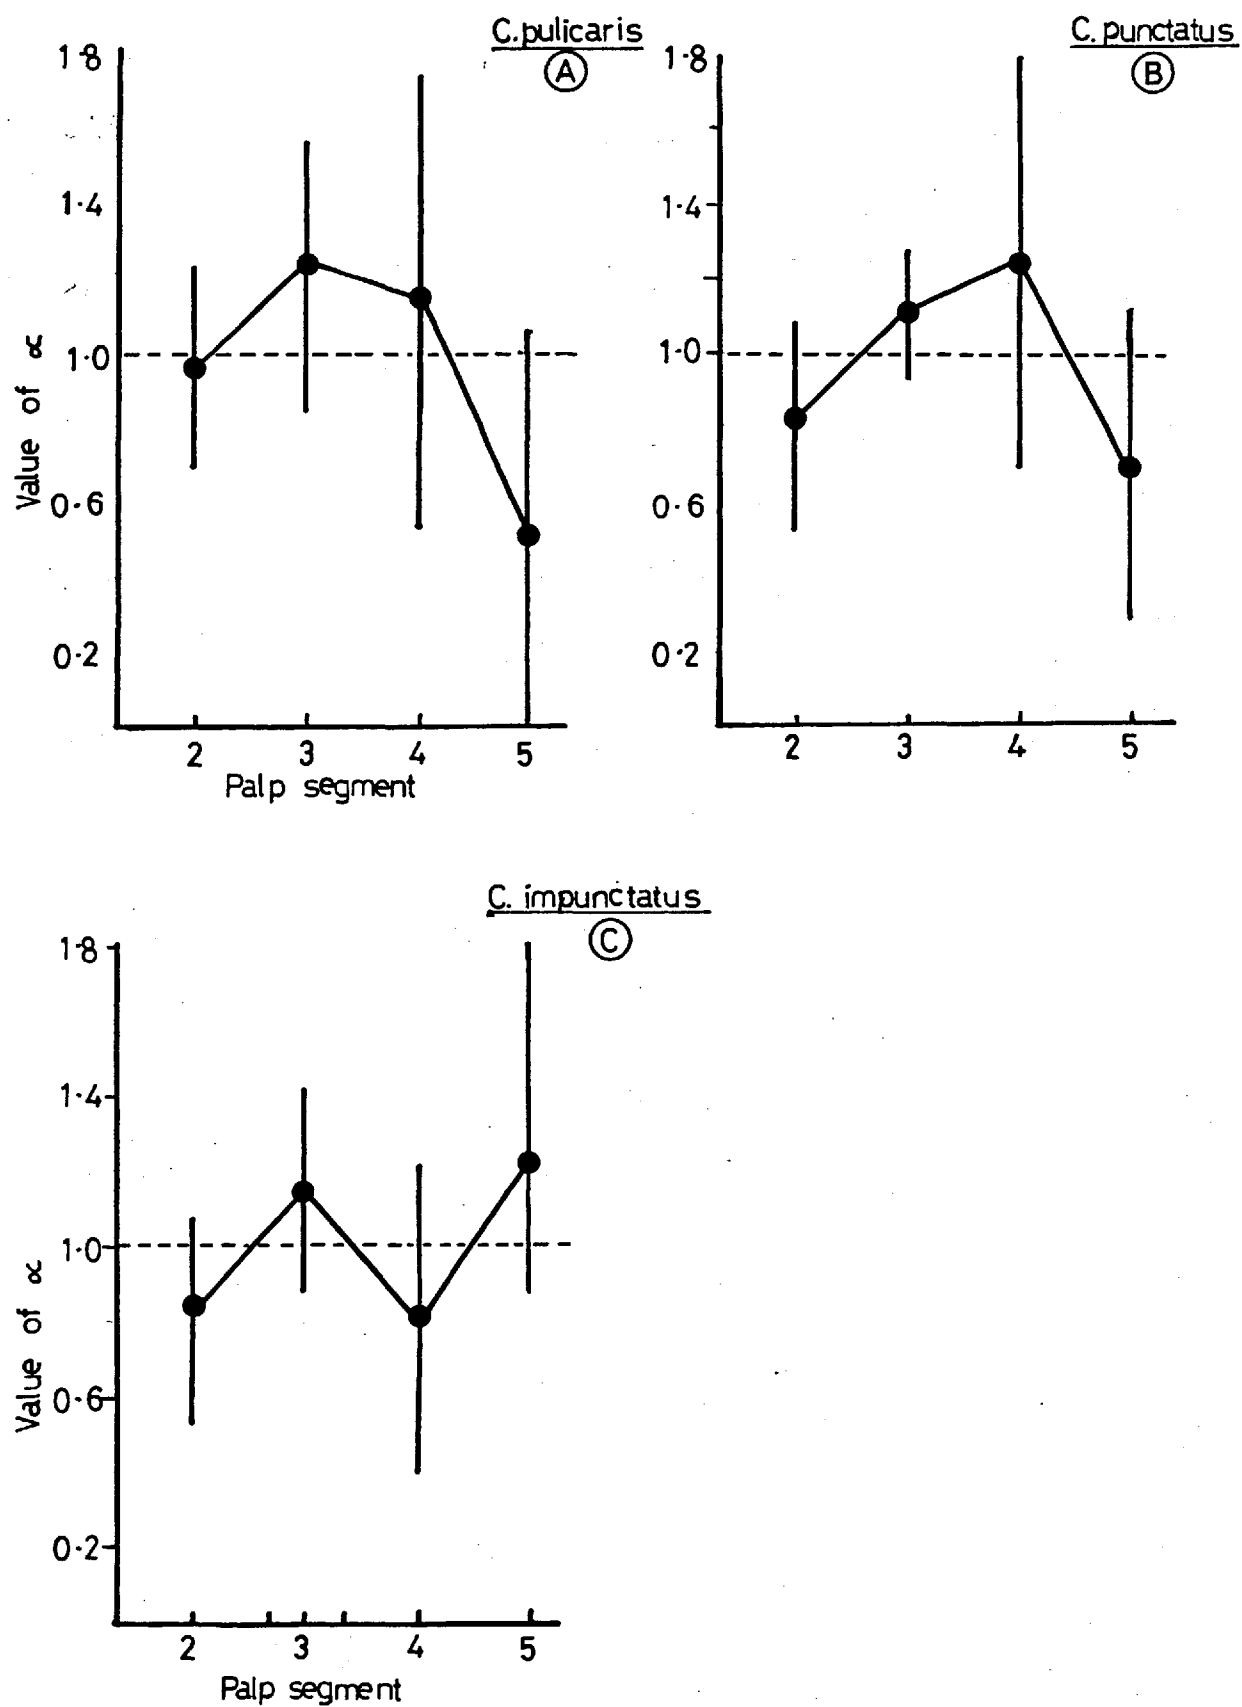 C.pulicaris
A
1·8
1·4
1·0
0·6
0·2
Value of ∝
2 3 4 5
Palp segment
C. punctatus
B
1·8
1·4
1·0
0·6
0·2
2 3 4 5
C. impunctatus
C
1·8
1·4
1·0
0·6
0·2
Value of ∝
2 3 4 5
Palp segment